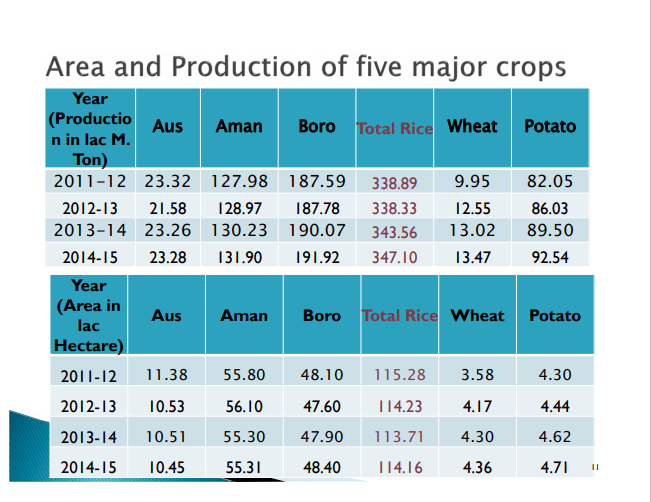 Area and Production of five major crops
Year
(Productio
n in lac M.
Ton) Aus Aman Boro Total Rice Wheat Potato
2011-12 23.32 127.98 187.59 338.89 9.95 82.05
2012-13 21.58 128.97 187.78 338.33 12.55 86.03
2013-14 23.26 130.23 190.07 343.56 13.02 89.50
2014-15 23.28 131.90 191.92 347.10 13.47 92.54
Year
(Area in
lac
Hectare) Aus Aman Boro Total Rice Wheat Potato
2011-12 11.38 55.80 48.10 115.28 3.58 4.30
2012-13 10.53 56.10 47.60 114.23 4.17 4.44
2013-14 10.51 55.30 47.90 113.71 4.30 4.62
2014-15 10.45 55.31 48.40 114.16 4.36 4.71
11